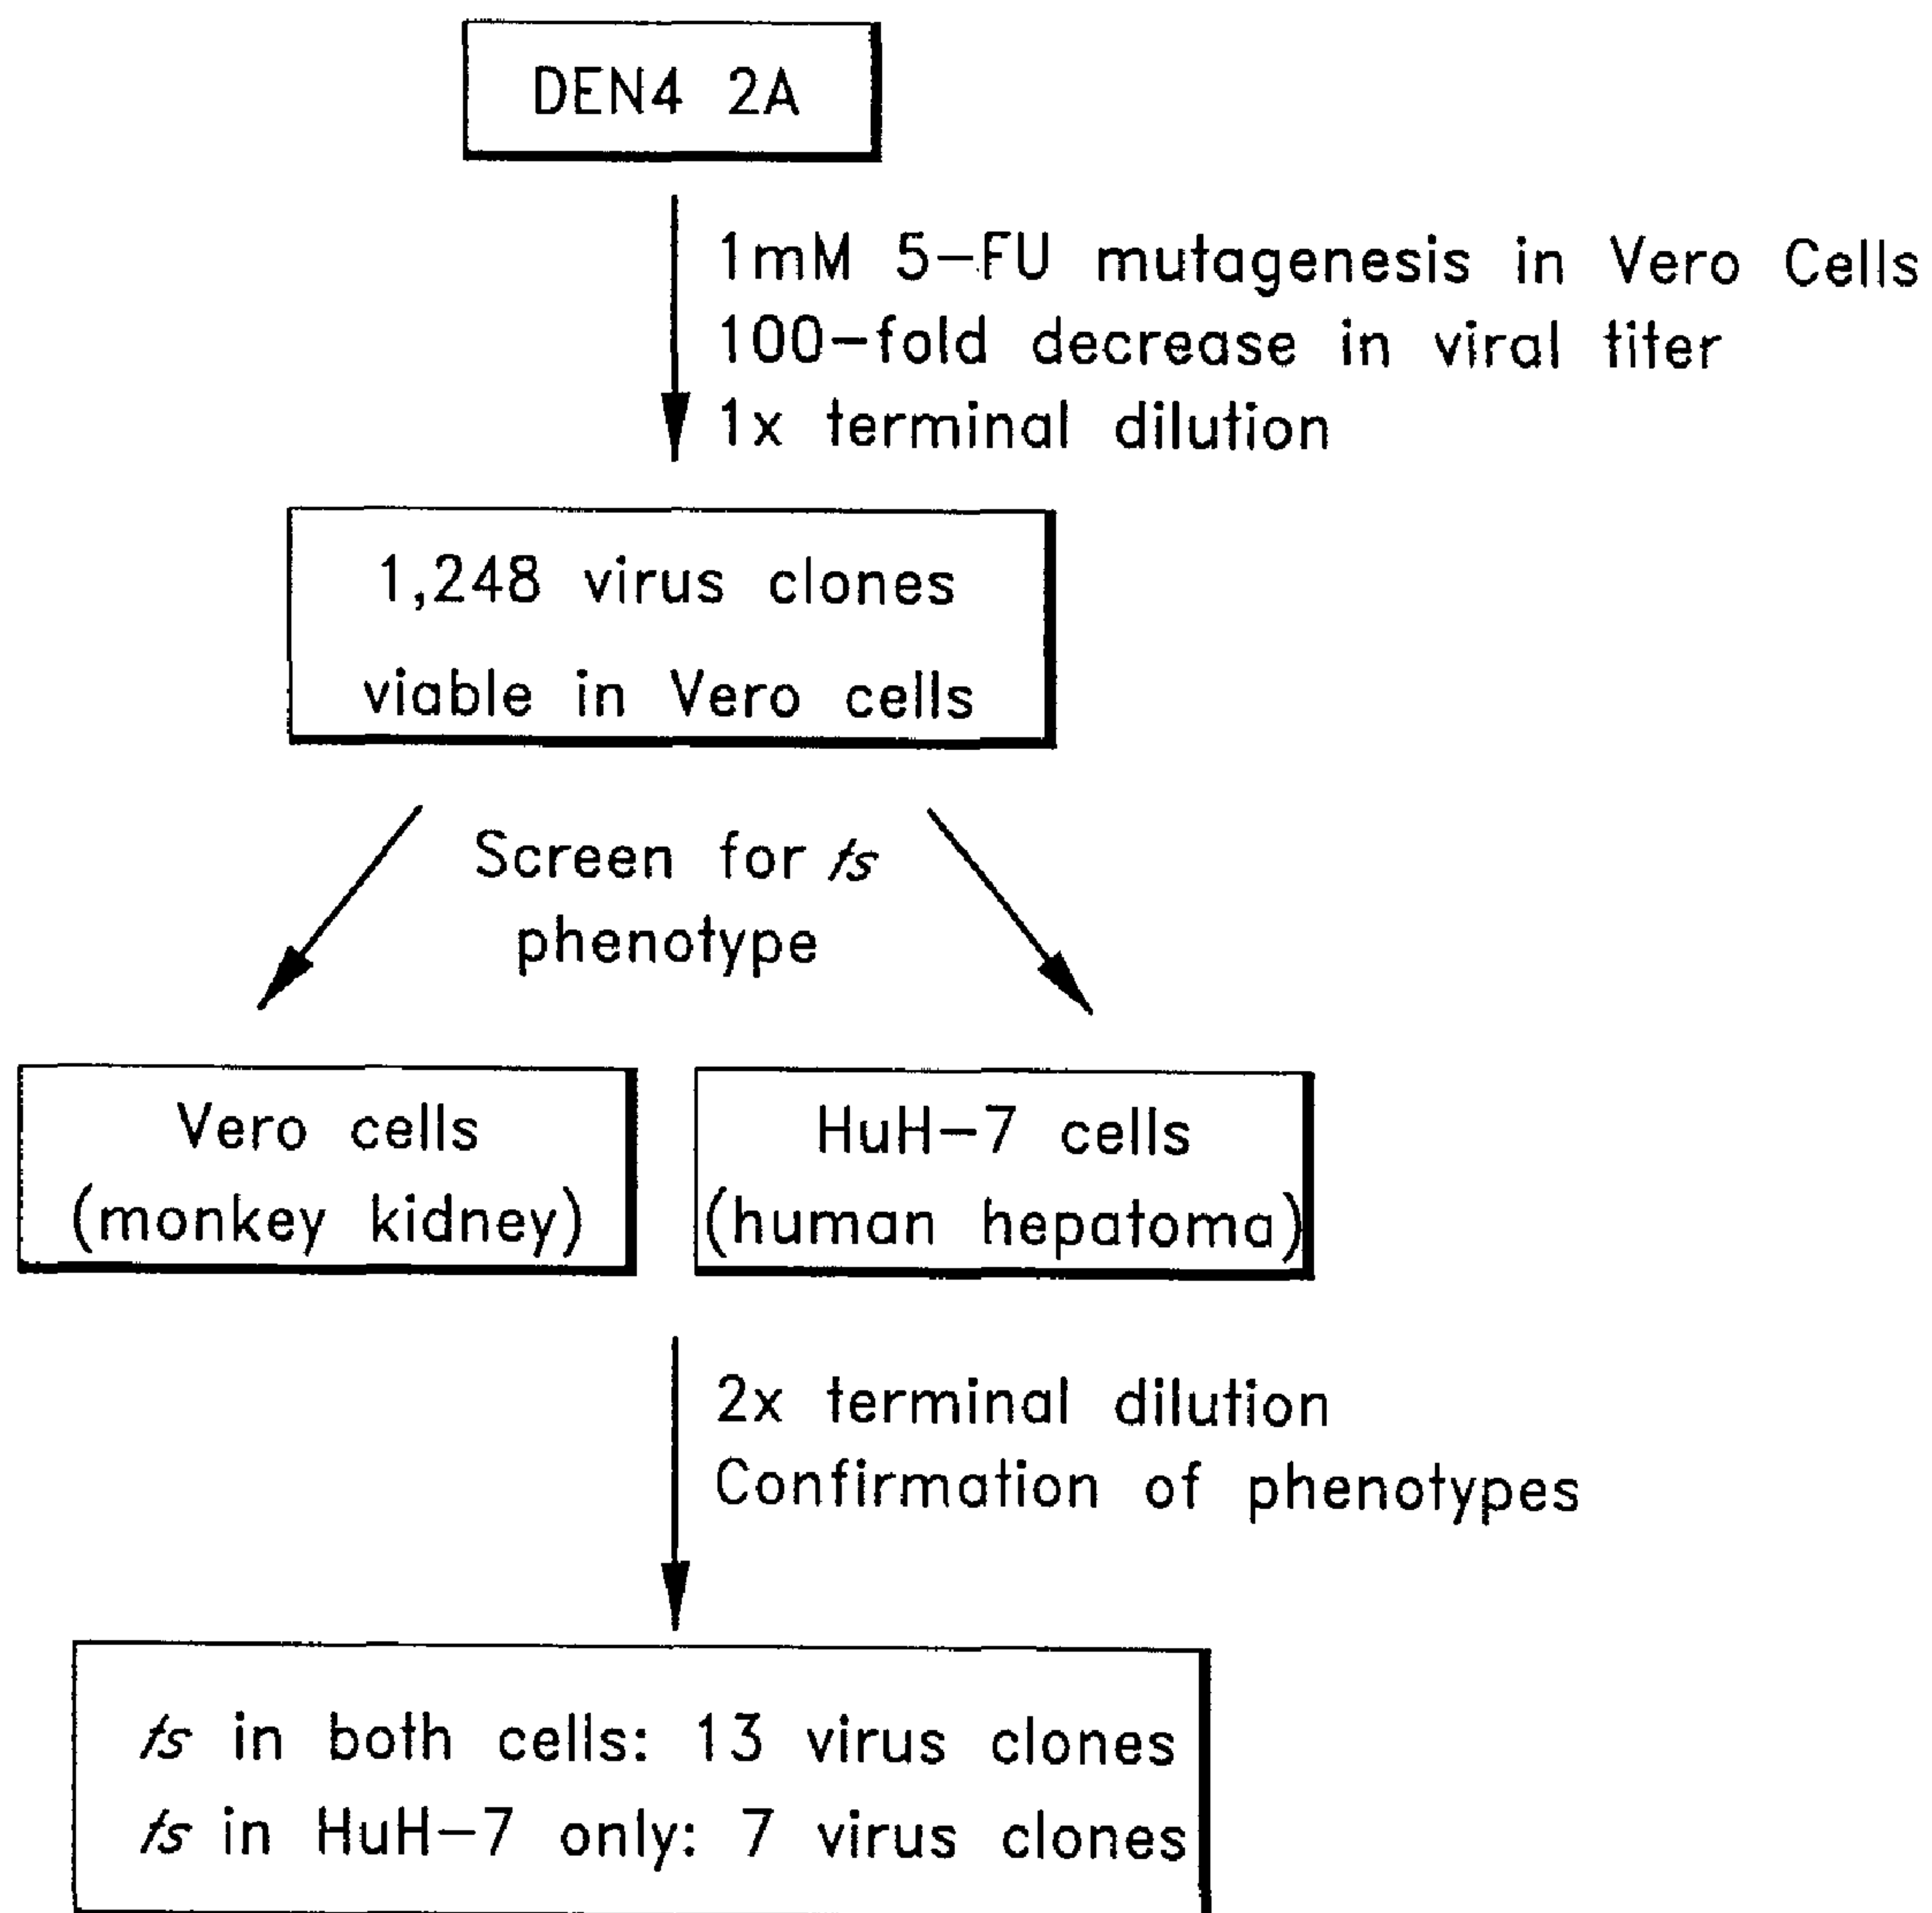 DEN4 2A
1mM 5-FU mutagenesis in Vero Cells
100-fold decrease in viral titer
1x terminal dilution
1,248 virus clones
viable in Vero cells
Screen for ts
phenotype
Vero cells
(monkey kidney)
HuH-7 cells
(human hepatoma)
2x terminal dilution
Confirmation of phenotypes
ts in both cells: 13 virus clones
ts in HuH-7 only: 7 virus clones